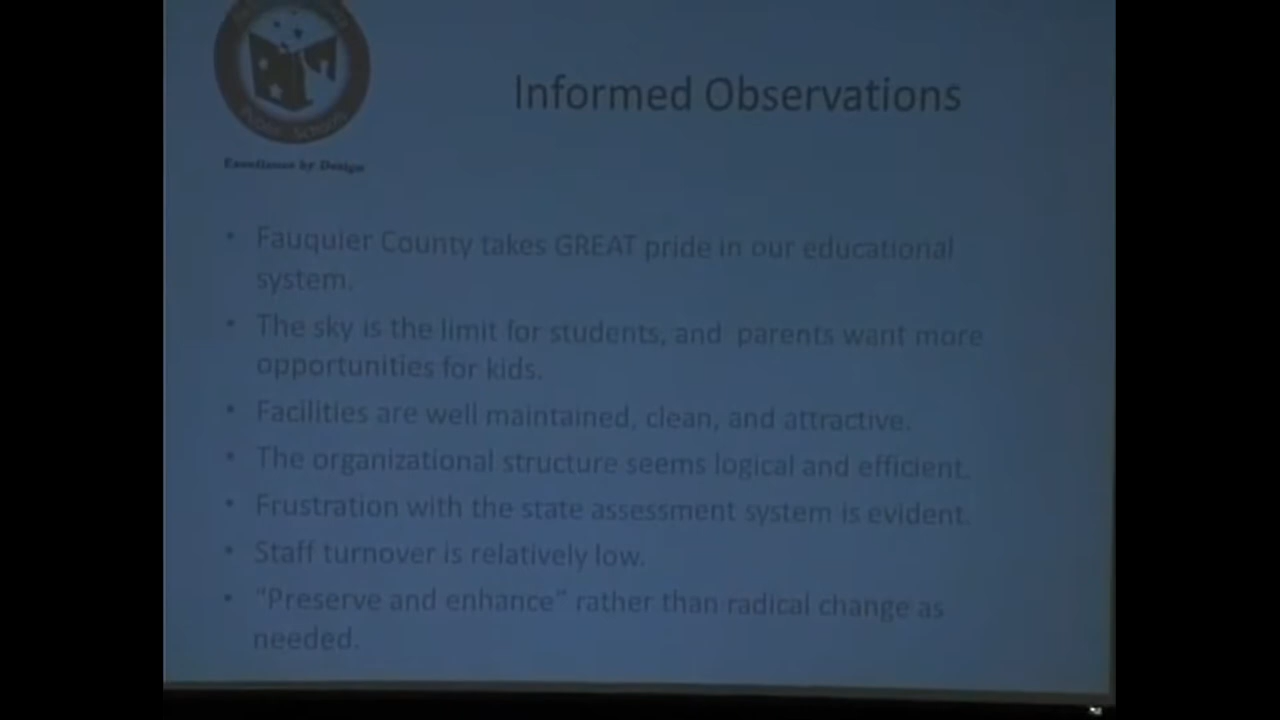 Public Schools
Excellence by Design
Informed Observations
• Fauquier County takes GREAT pride in our educational
system.
• The sky is the limit for students, and parents want more
opportunities for kids.
• Facilities are well maintained, clean, and attractive.
• The organizational structure seems logical and efficient.
• Frustration with the state assessment system is evident.
• Staff turnover is relatively low.
• "Preserve and enhance" rather than radical change as
needed.